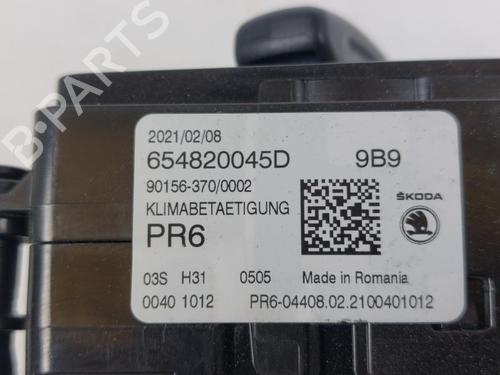 2021/02/08
654820045D 9B9
90156-370/0002
KLIMABETAETIGUNG
ŠKODA
PR6
03S H31 0505 Made in Romania
0040 1012 PR6-04408.02.2100401012
B-PARTS